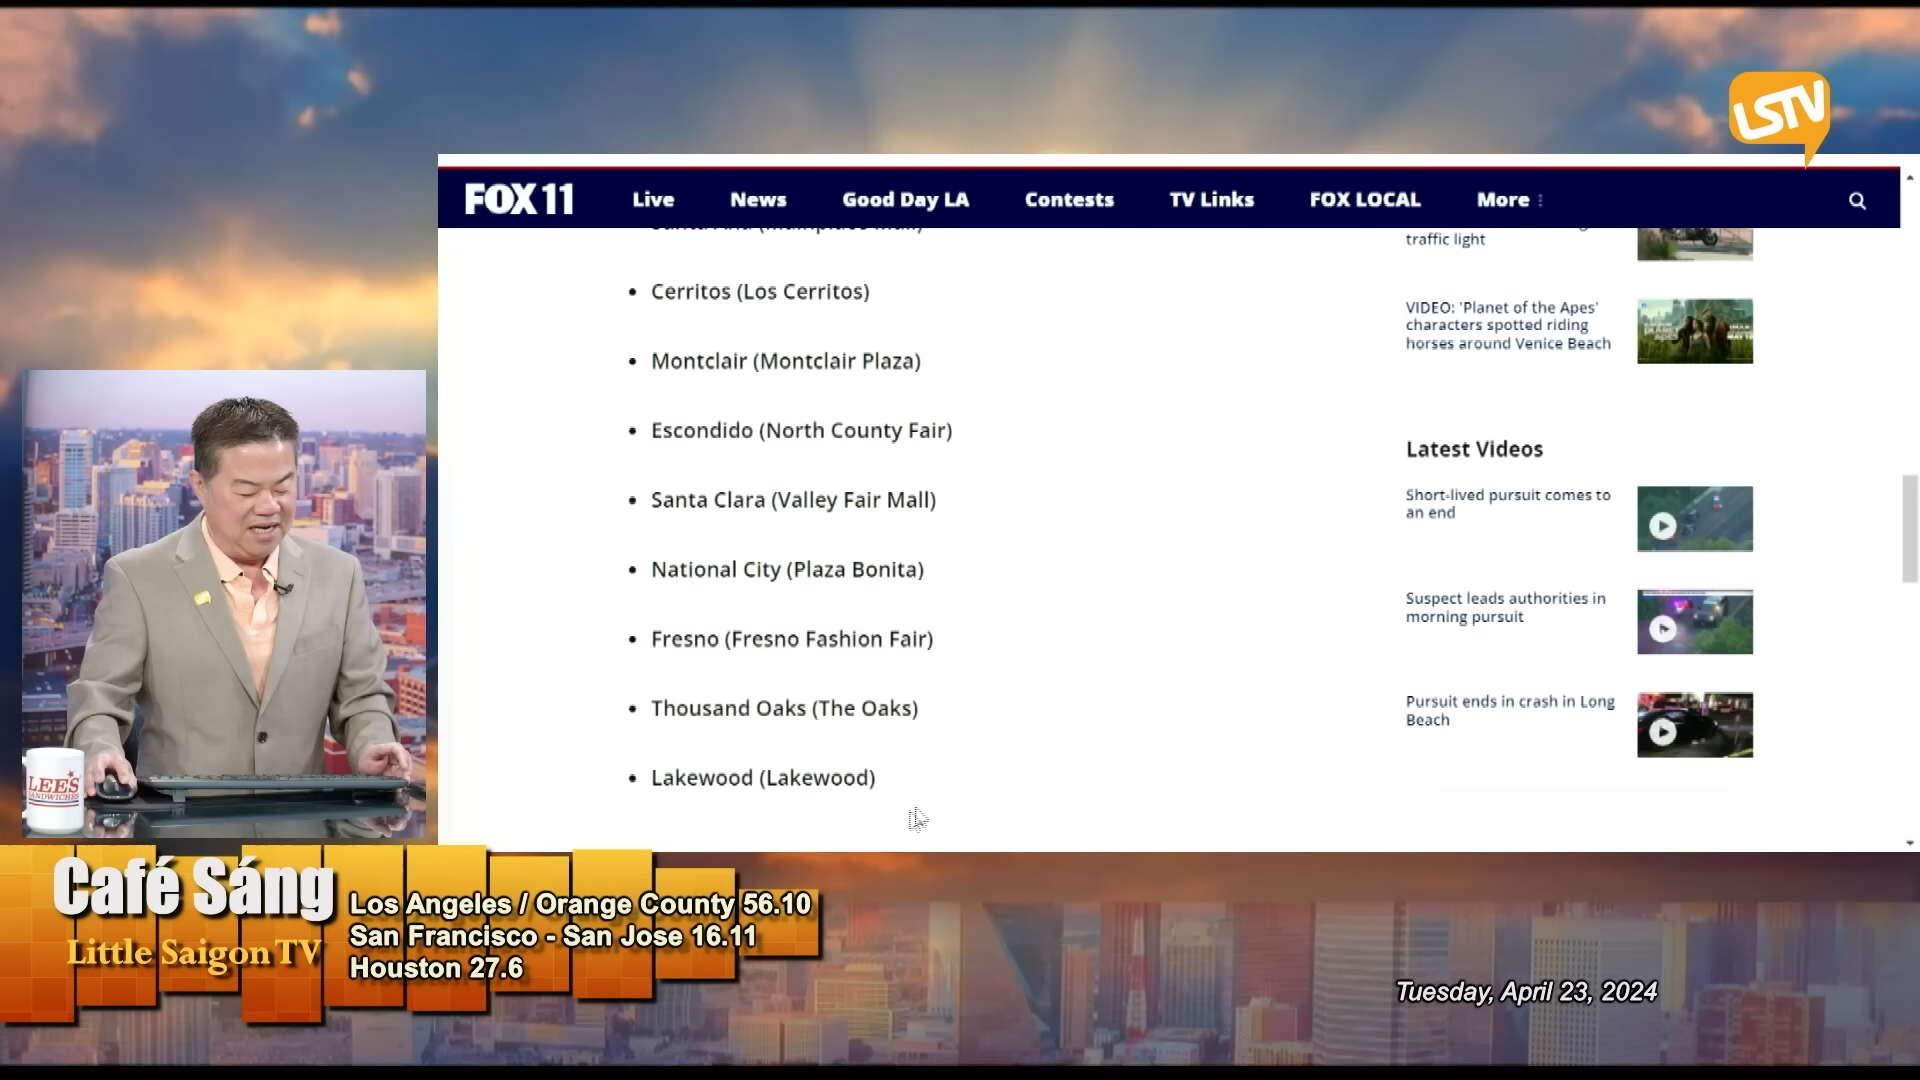 LSTV
FOX 11
Live
News
Good Day LA
Contests
TV Links
FOX LOCAL
More
• Cerritos (Los Cerritos)
• Montclair (Montclair Plaza)
• Escondido (North County Fair)
• Santa Clara (Valley Fair Mall)
• National City (Plaza Bonita)
• Fresno (Fresno Fashion Fair)
• Thousand Oaks (The Oaks)
• Lakewood (Lakewood)
traffic light
VIDEO: 'Planet of the Apes'
characters spotted riding
horses around Venice Beach
Latest Videos
Short-lived pursuit comes to
an end
Suspect leads authorities in
morning pursuit
Pursuit ends in crash in Long
Beach
LEE'S
SANDWICHES
Café Sáng
Little Saigon TV
Los Angeles / Orange County 56.10
San Francisco - San Jose 16.11
Houston 27.6
Tuesday, April 23, 2024